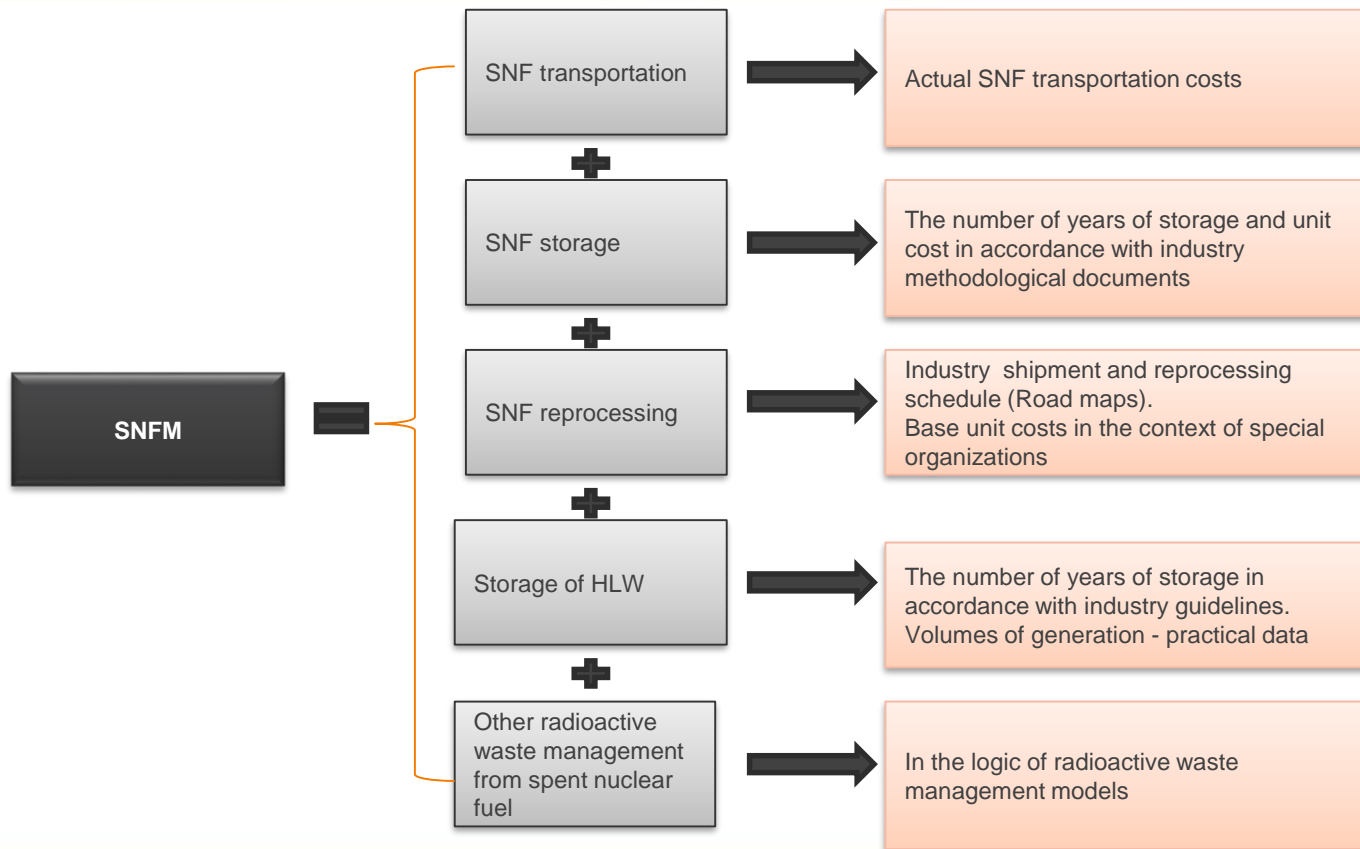 SNF transportation
Actual SNF transportation costs
SNF storage
The number of years of storage and unit
cost in accordance with industry
methodological documents
SNFM
SNF reprocessing
Industry  shipment and reprocessing
schedule (Road maps).
Base unit costs in the context of special
organizations
Storage of HLW
The number of years of storage in
accordance with industry guidelines.
Volumes of generation - practical data
Other radioactive
waste management
from spent nuclear
fuel
In the logic of radioactive waste
management models